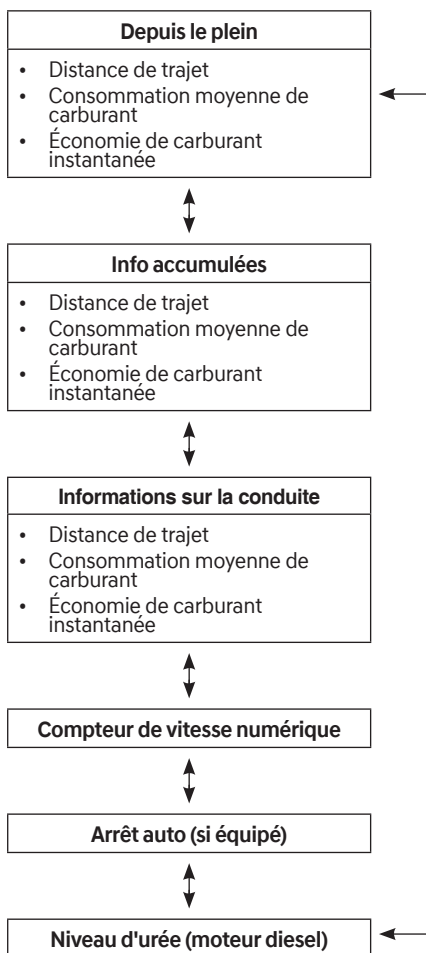 Depuis le plein
• Distance de trajet
• Consommation moyenne de
carburant
• Économie de carburant
instantanée
Info accumulées
• Distance de trajet
• Consommation moyenne de
carburant
• Économie de carburant
instantanée
Informations sur la conduite
• Distance de trajet
• Consommation moyenne de
carburant
• Économie de carburant
instantanée
Compteur de vitesse numérique
Arrêt auto (si équipé)
Niveau d'urée (moteur diesel)